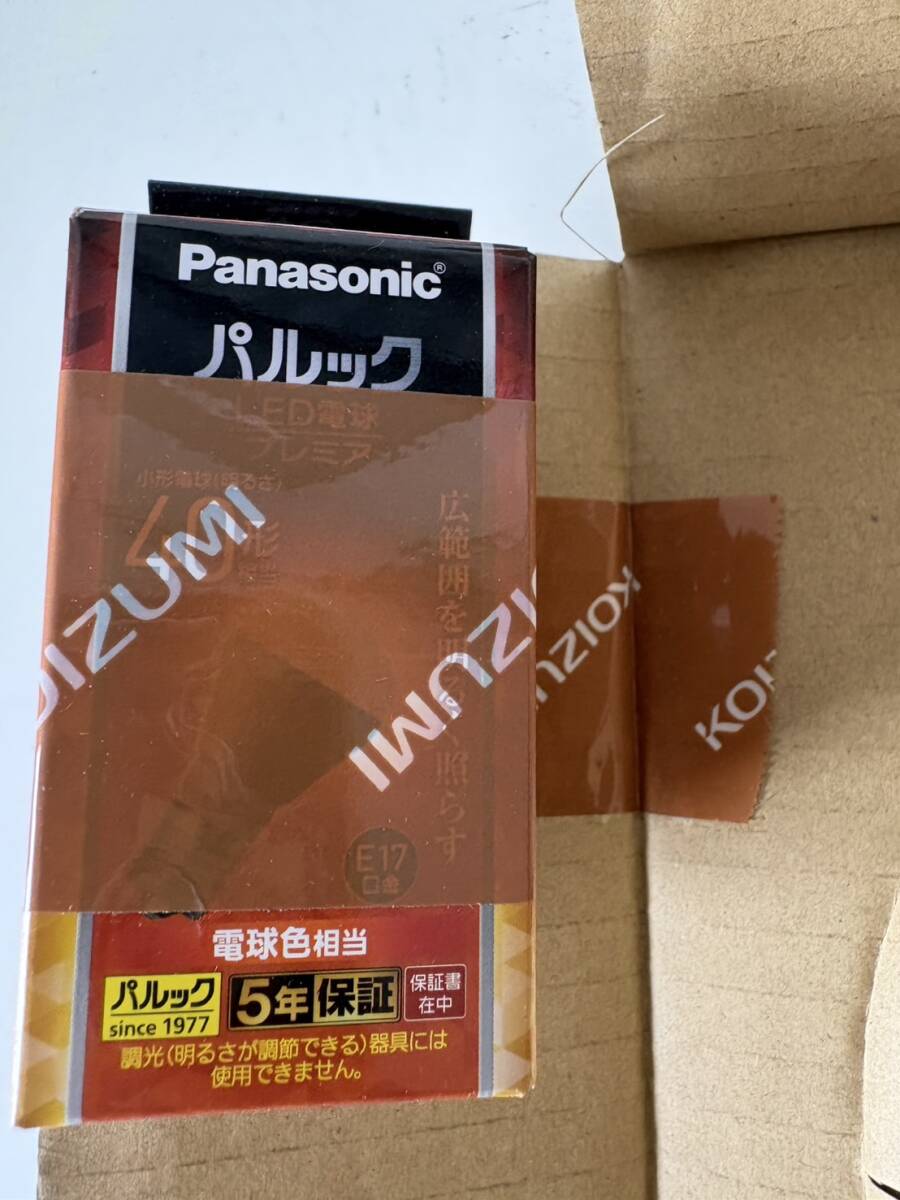 Panasonic®
パルック
LED電球
プレミア
小形電球(明るさ)
40形
相当
広範囲を明るく照らす
OIZUMI
IZUMI
KOIZU
KOI
E17
口金
電球色相当
パルック
since 1977
5年保証
保証書
在中
調光(明るさが調節できる)器具には
使用できません。